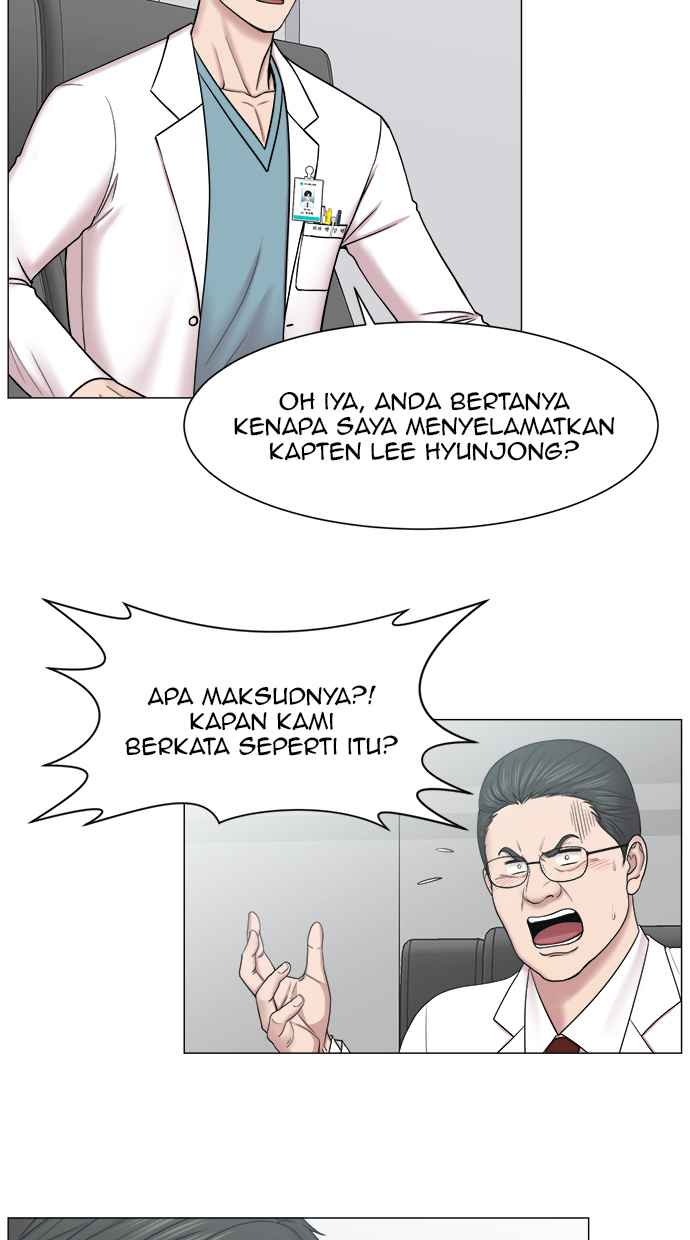 OH IYA, ANDA BERTANYA
KENAPA SAYA MENYELAMATKAN
KAPTEN LEE HYUNJONG?
APA MAKSUDNYA?!
KAPAN KAMI
BERKATA SEPERTI ITU?